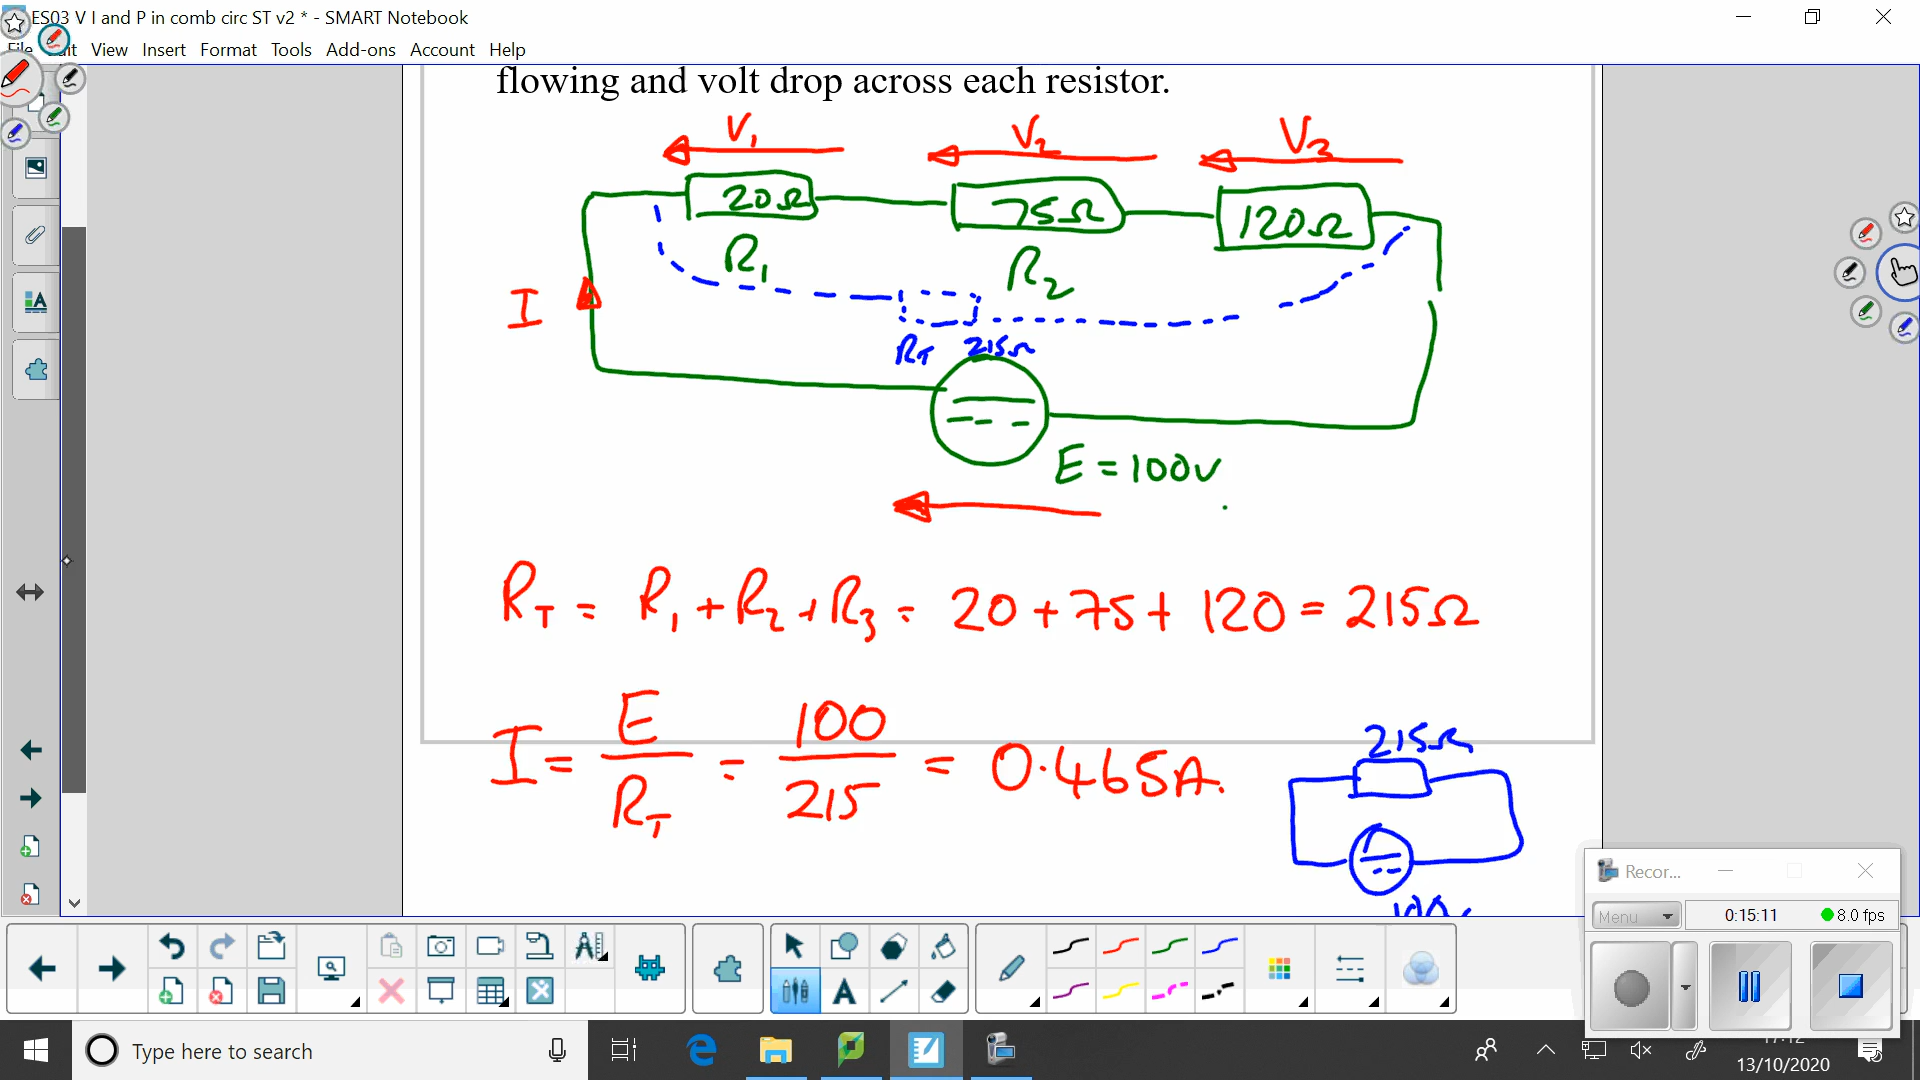 ES03 V I and P in comb circ ST v2 * - SMART Notebook
File Edit View Insert Format Tools Add-ons Account Help
flowing and volt drop across each resistor.
V₁ V₂ V₃
20Ω 75Ω 120Ω
R₁ R₂
I
R_T 215Ω
E = 100V
R_T = R₁ + R₂ + R₃ = 20 + 75 + 120 = 215Ω
I = E/R_T = 100/215 = 0.465A.
215Ω
Recor...
Menu 0:15:11 8.0 fps
Type here to search
13/10/2020